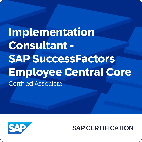 Implementation
Consultant -
SAP SuccessFactors
Employee Central Core
Certified Associate
SAP
SAP CERTIFICATION